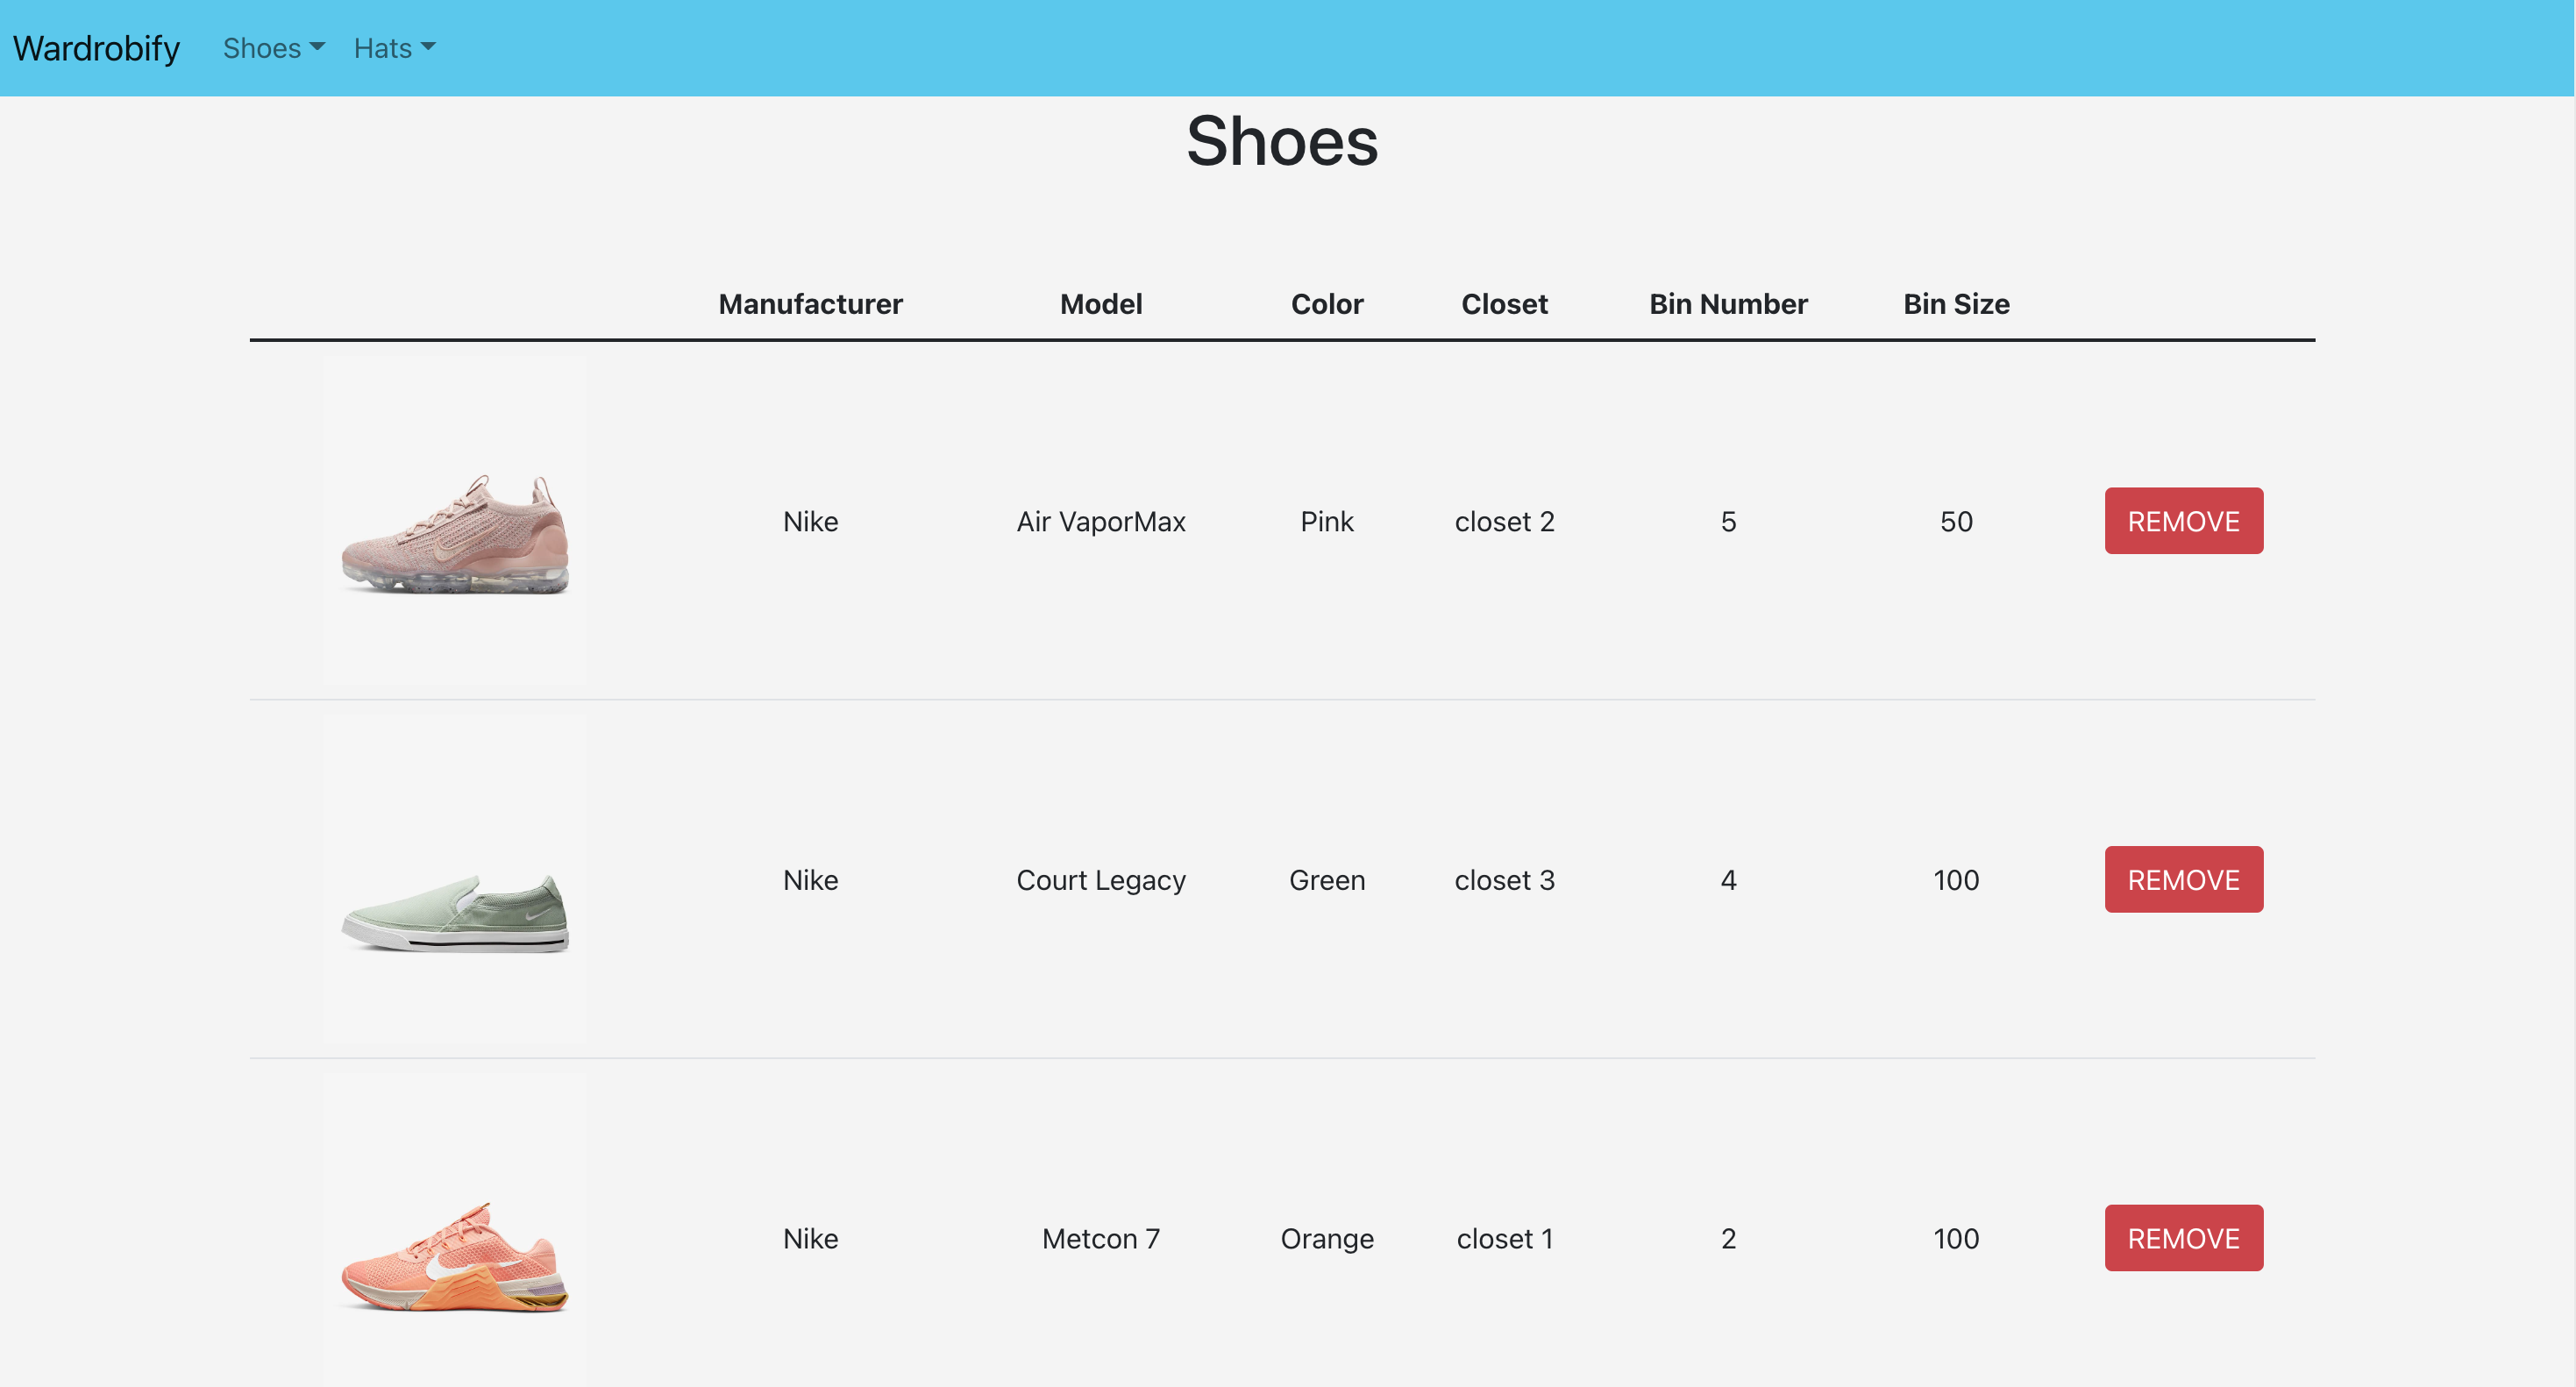 Wardrobify Shoes Hats
Shoes
Manufacturer Model Color Closet Bin Number Bin Size
Nike Air VaporMax Pink closet 2 5 50 REMOVE
Nike Court Legacy Green closet 3 4 100 REMOVE
Nike Metcon 7 Orange closet 1 2 100 REMOVE